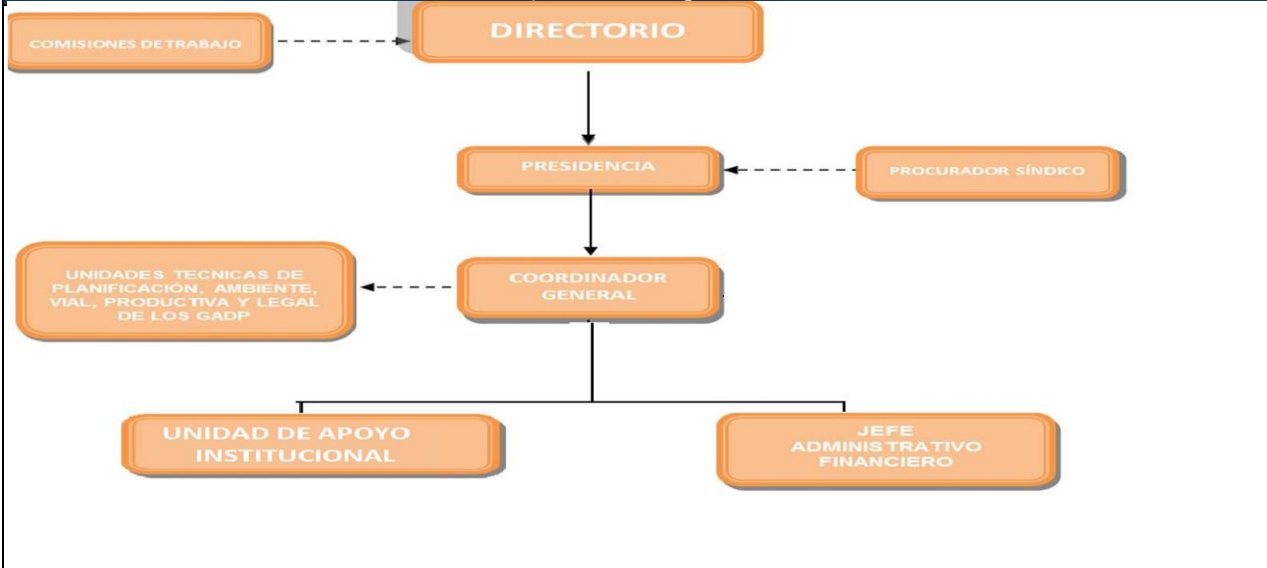 DIRECTORIO
COMISIONES DE TRABAJO
PRESIDENCIA
PROCURADOR SÍNDICO
COORDINADOR
GENERAL
UNIDADES TECNICAS DE
PLANIFICACIÓN, AMBIENTE,
VIAL, PRODUCTIVA Y LEGAL
DE LOS GADP
UNIDAD DE APOYO
INSTITUCIONAL
JEFE
ADMINISTRATIVO
FINANCIERO